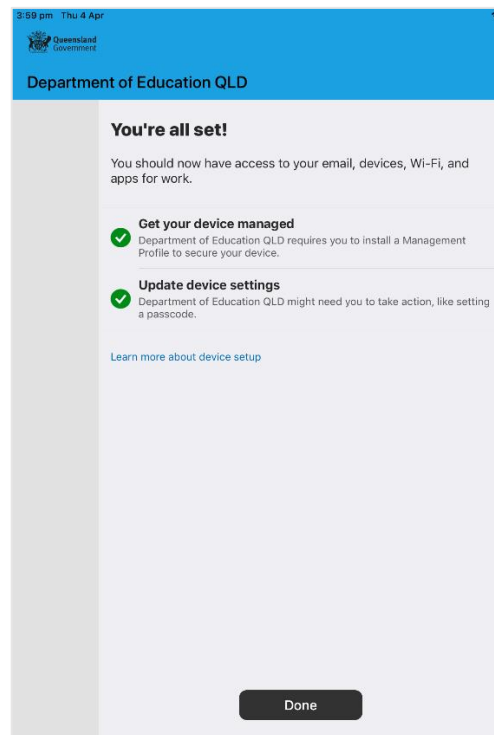 3:59 pm Thu 4 Apr
Queensland
Government
Department of Education QLD
You're all set!
You should now have access to your email, devices, Wi-Fi, and
apps for work.
Get your device managed
Department of Education QLD requires you to install a Management
Profile to secure your device.
Update device settings
Department of Education QLD might need you to take action, like setting
a passcode.
Learn more about device setup
Done